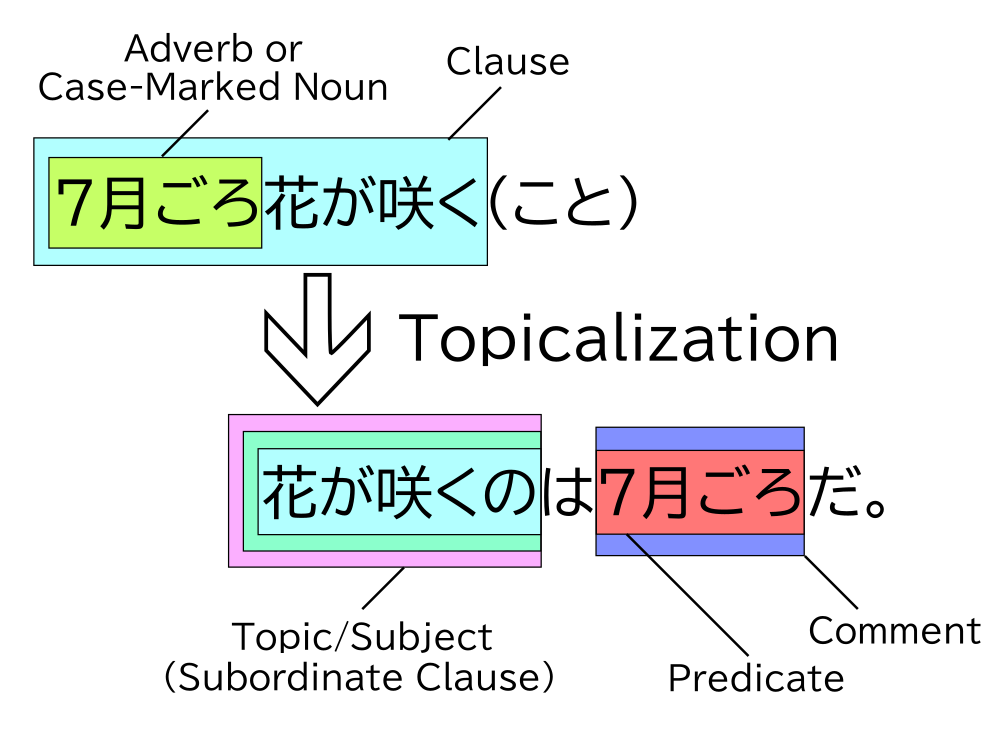 Adverb or
Case-Marked Noun
Clause
7月ごろ花が咲く(こと)
Topicalization
花が咲くのは7月ごろだ。
Topic/Subject
(Subordinate Clause)
Comment
Predicate